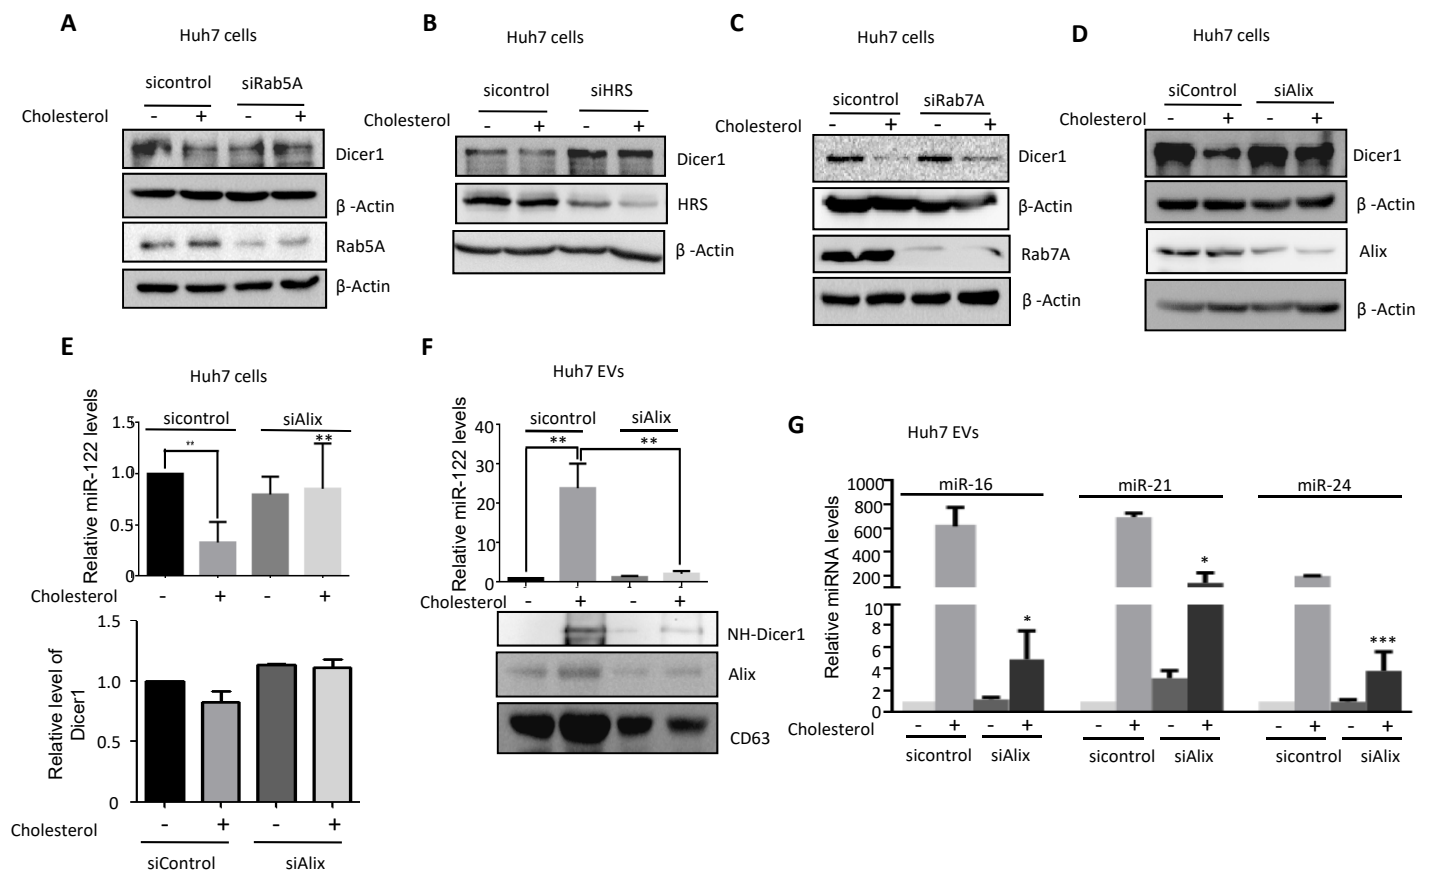 A
Huh7 cells
sicontrol siRab5A
Cholesterol - + - +
Dicer1
β -Actin
Rab5A
β-Actin
B
Huh7 cells
sicontrol siHRS
Cholesterol - + - +
Dicer1
HRS
β -Actin
C
Huh7 cells
sicontrol siRab7A
Cholesterol - + - +
Dicer1
β-Actin
Rab7A
β -Actin
D
Huh7 cells
siControl siAlix
Cholesterol - + - +
Dicer1
β -Actin
Alix
β -Actin
E
Huh7 cells
sicontrol siAlix
Relative miR-122 levels
1.5
1.0
0.5
0
** **
Cholesterol - + - +
Relative level of
Dicer1
1.5
1.0
0.5
0
Cholesterol - + - +
siControl siAlix
F
Huh7 EVs
sicontrol siAlix
Relative miR-122 levels
40
30
20
10
0
** **
Cholesterol - + - +
NH-Dicer1
Alix
CD63
G
Huh7 EVs
miR-16 miR-21 miR-24
Relative miRNA levels
1000
800
600
400
200
10
8
6
4
2
0
* * ***
Cholesterol - + - + - + - + - + - +
sicontrol siAlix sicontrol siAlix sicontrol siAlix